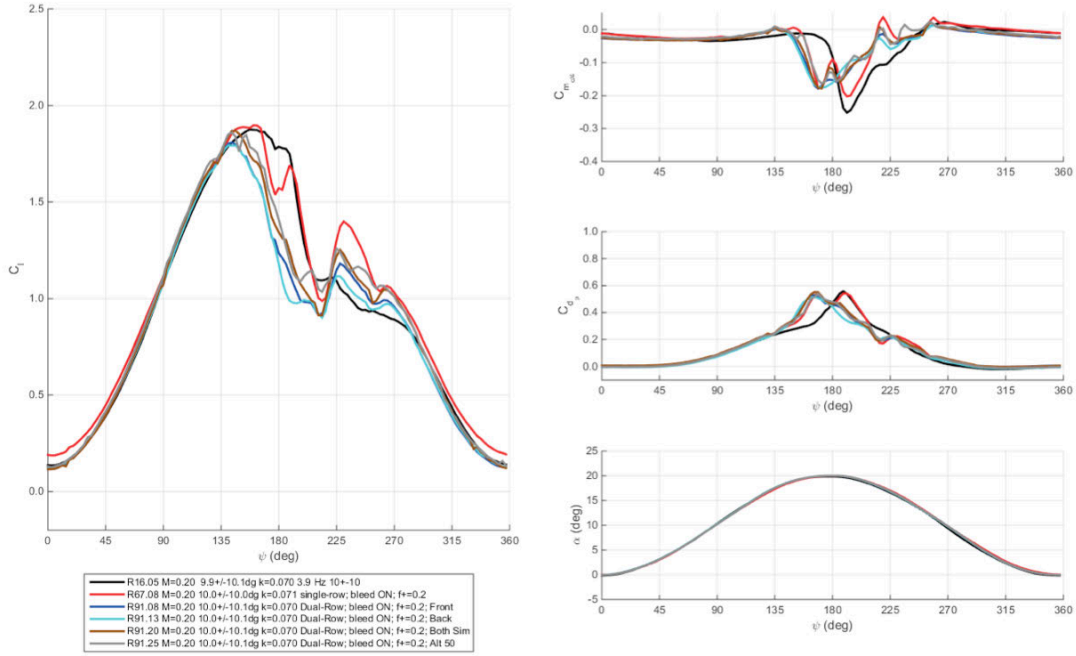 2.5
2.0
1.5
1.0
0.5
0.0
C_l
0 45 90 135 180 225 270 315 360
ψ (deg)
R16.05 M=0.20 9.9+/-10.1dg k=0.070 3.9 Hz 10+-10
R67.08 M=0.20 10.0+/-10.0dg k=0.071 single-row; bleed ON; f+=0.2
R91.08 M=0.20 10.0+/-10.1dg k=0.070 Dual-Row; bleed ON; f+=0.2; Front
R91.13 M=0.20 10.0+/-10.1dg k=0.070 Dual-Row; bleed ON; f+=0.2; Back
R91.20 M=0.20 10.0+/-10.1dg k=0.070 Dual-Row; bleed ON; f+=0.2; Both Sim
R91.25 M=0.20 10.0+/-10.1dg k=0.070 Dual-Row; bleed ON; f+=0.2; Alt 50
0.0
-0.1
-0.2
-0.3
-0.4
C_m
0 45 90 135 180 225 270 315 360
ψ (deg)
1.0
0.8
0.6
0.4
0.2
0.0
C_d_p
0 45 90 135 180 225 270 315 360
ψ (deg)
25
20
15
10
5
0
-5
α (deg)
0 45 90 135 180 225 270 315 360
ψ (deg)